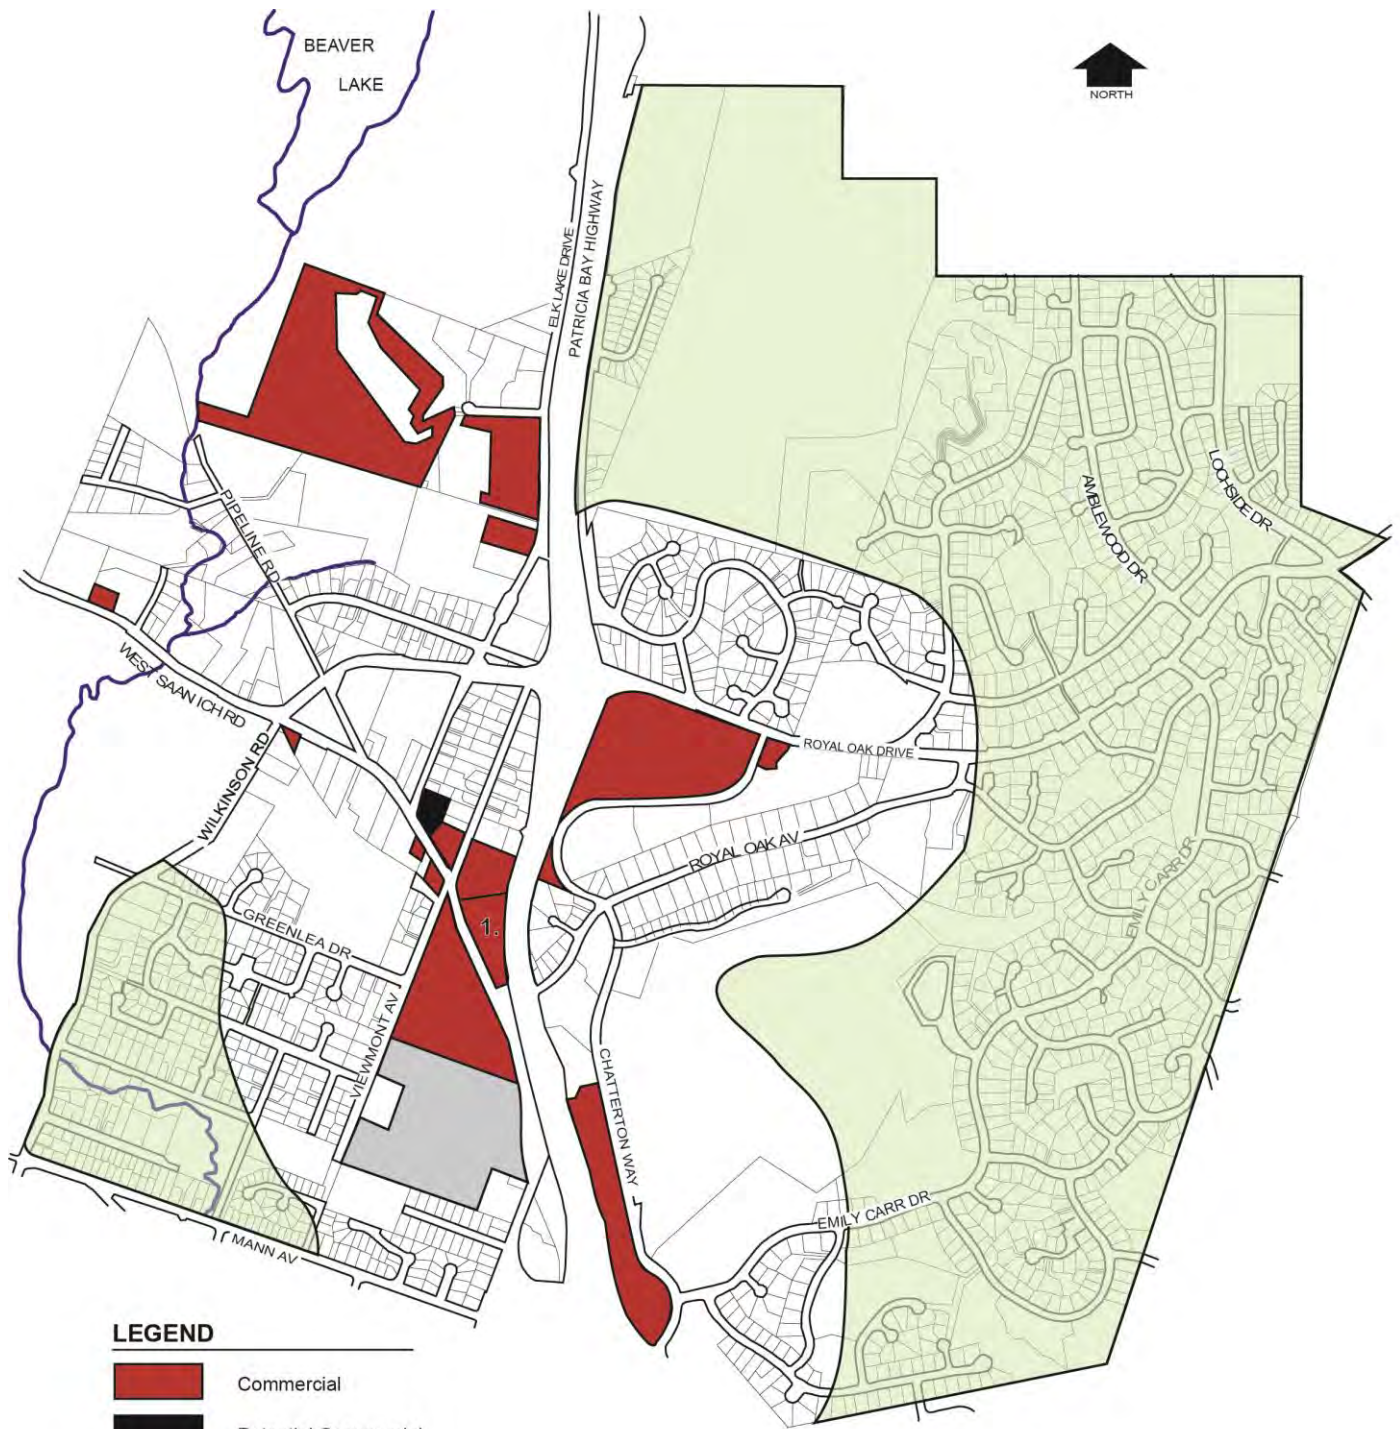 BEAVER
LAKE
NORTH
ELK LAKE DRIVE
PATRICIA BAY HIGHWAY
PIPELINE RD
AMBLEWOOD DR
LOCHSIDE DR
WEST SAANICH RD
WILKINSON RD
ROYAL OAK DRIVE
ROYAL OAK AV
EMILY CARR DR
GREENLEA DR
1.
VIEWMONT AV
CHATTERTON WAY
EMILY CARR DR
MANN AV
LEGEND
Commercial